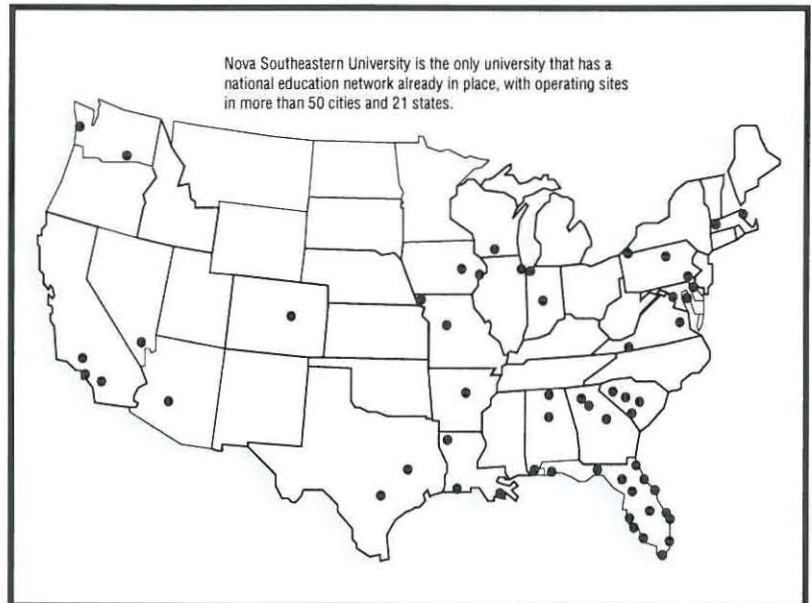 Nova Southeastern University is the only university that has a
national education network already in place, with operating sites
in more than 50 cities and 21 states.